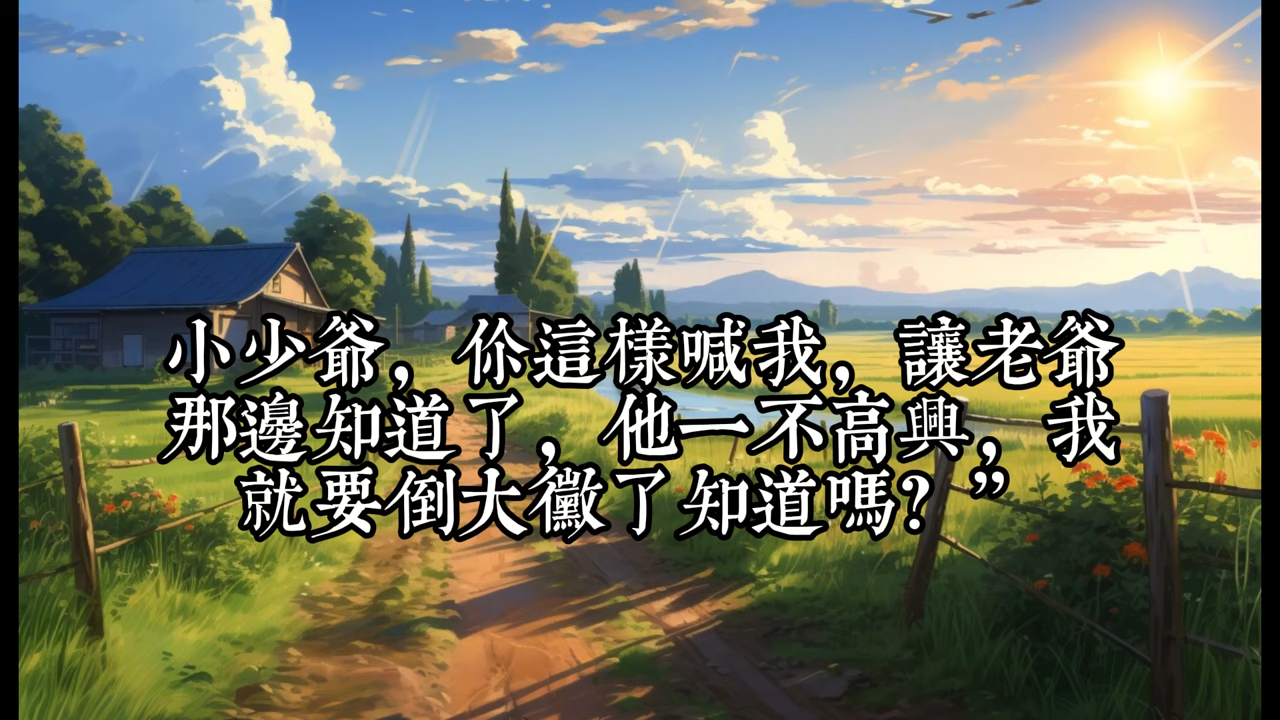 小少爺，你這樣喊我，讓老爺
那邊知道了，他一不高興，我
就要倒大黴了知道嗎？”